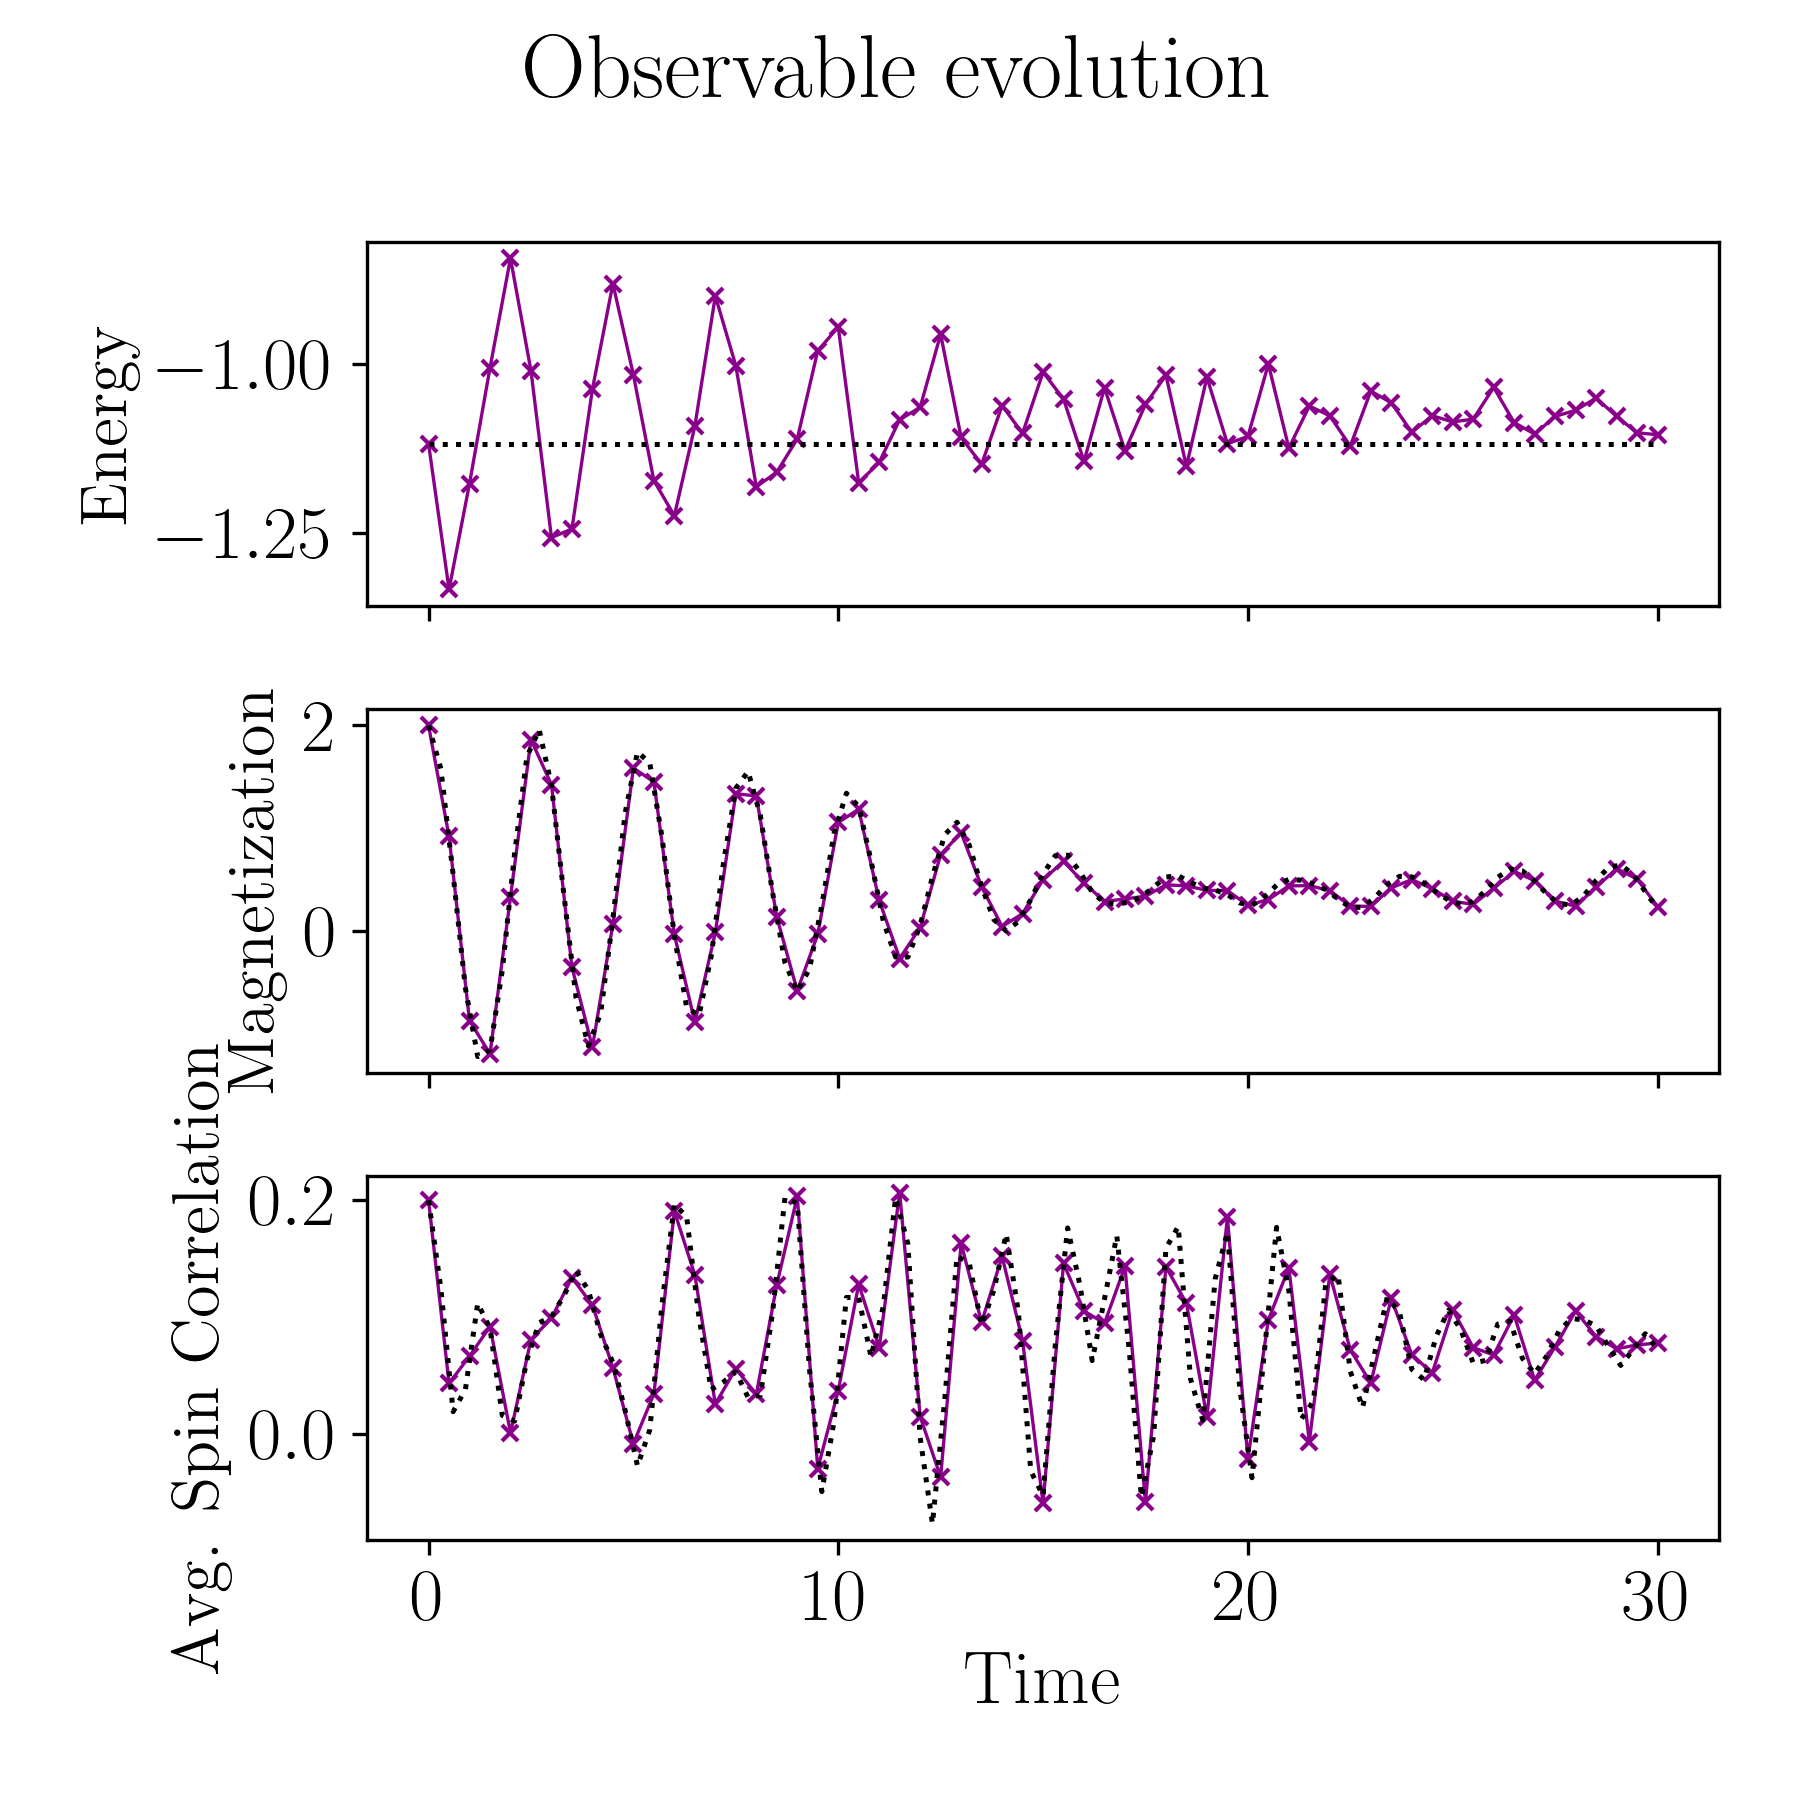 Observable evolution
Energy
−1.00
−1.25
Magnetization
2
0
Avg. Spin Correlation
0.2
0.0
0 10 20 30
Time